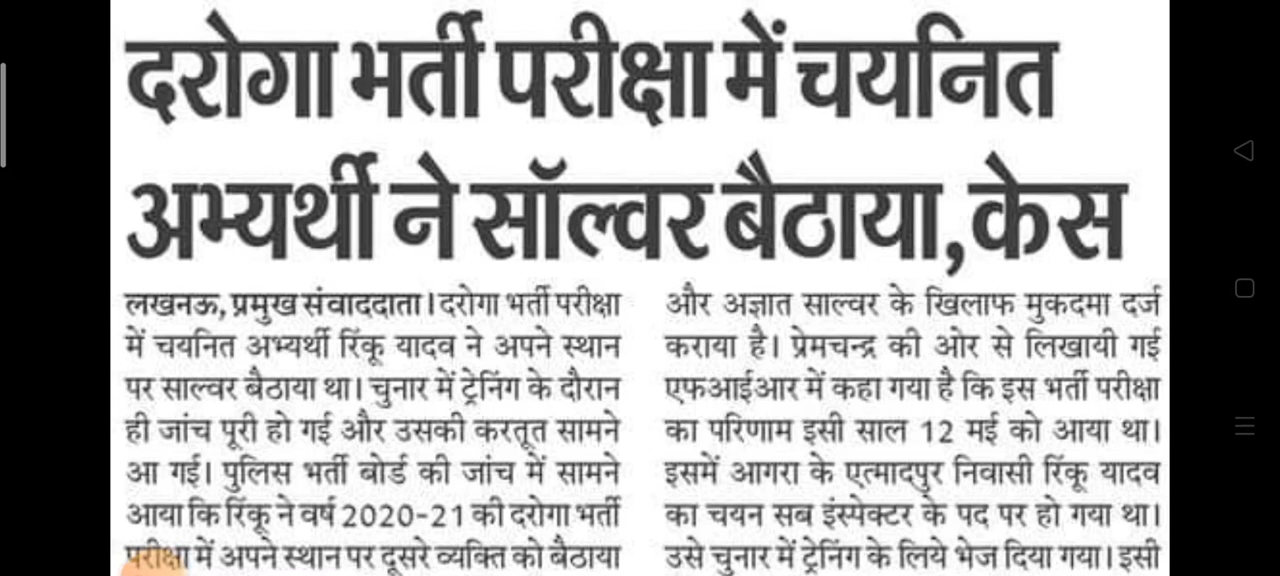 दरोगा भर्ती परीक्षा में चयनित
अभ्यर्थी ने सॉल्वर बैठाया, केस
लखनऊ, प्रमुख संवाददाता। दरोगा भर्ती परीक्षा
में चयनित अभ्यर्थी रिंकू यादव ने अपने स्थान
पर साल्वर बैठाया था। चुनार में ट्रेनिंग के दौरान
ही जांच पूरी हो गई और उसकी करतूत सामने
आ गई। पुलिस भर्ती बोर्ड की जांच में सामने
आया कि रिंकू ने वर्ष 2020-21 की दरोगा भर्ती
परीक्षा में अपने स्थान पर दूसरे व्यक्ति को बैठाया
और अज्ञात साल्वर के खिलाफ मुकदमा दर्ज
कराया है। प्रेमचन्द्र की ओर से लिखायी गई
एफआईआर में कहा गया है कि इस भर्ती परीक्षा
का परिणाम इसी साल 12 मई को आया था।
इसमें आगरा के एत्मादपुर निवासी रिंकू यादव
का चयन सब इंस्पेक्टर के पद पर हो गया था।
उसे चुनार में ट्रेनिंग के लिये भेज दिया गया। इसी